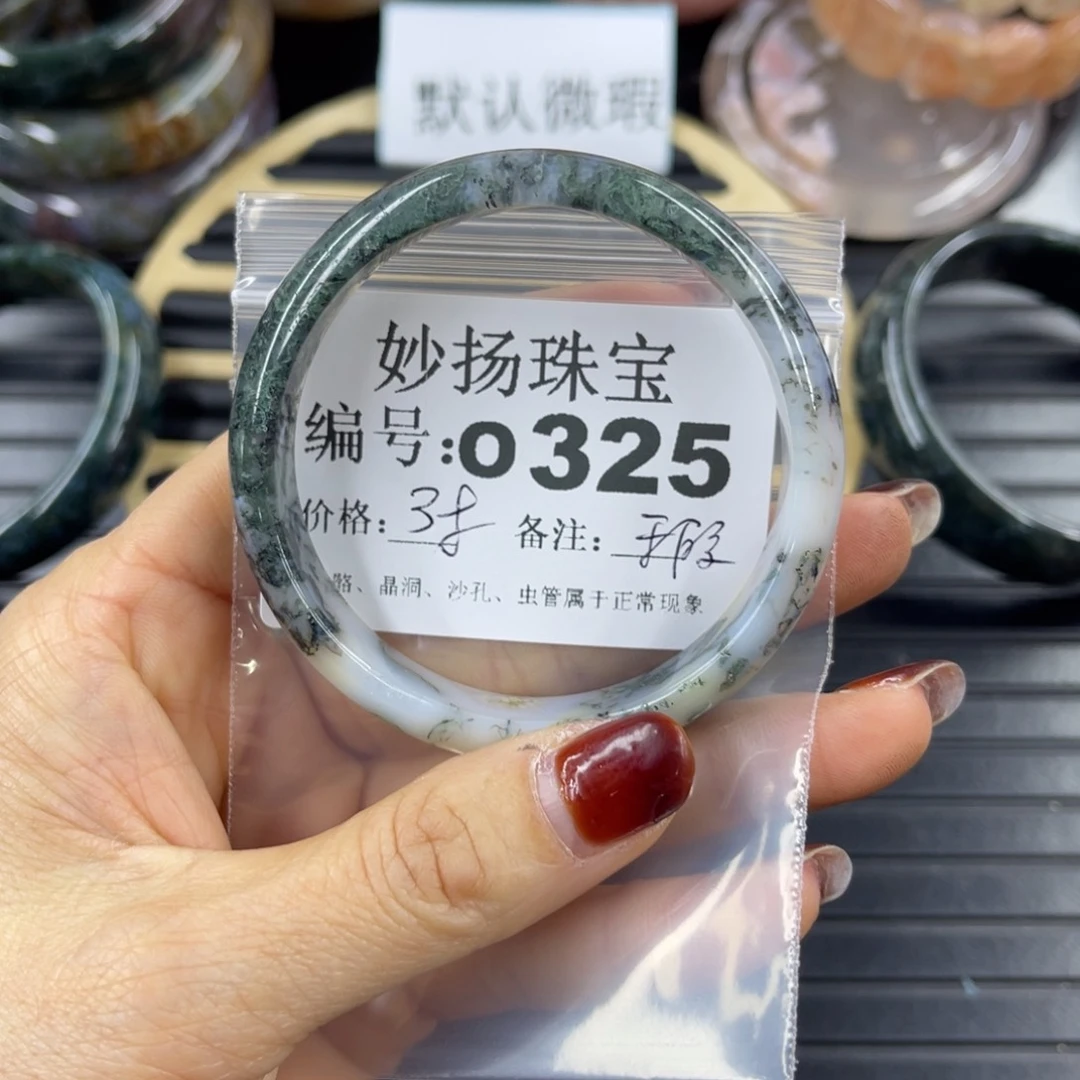 默认微瑕
妙扬珠宝
编号:0325
价格: 备注:
、晶洞、沙孔、虫管属于正常现象